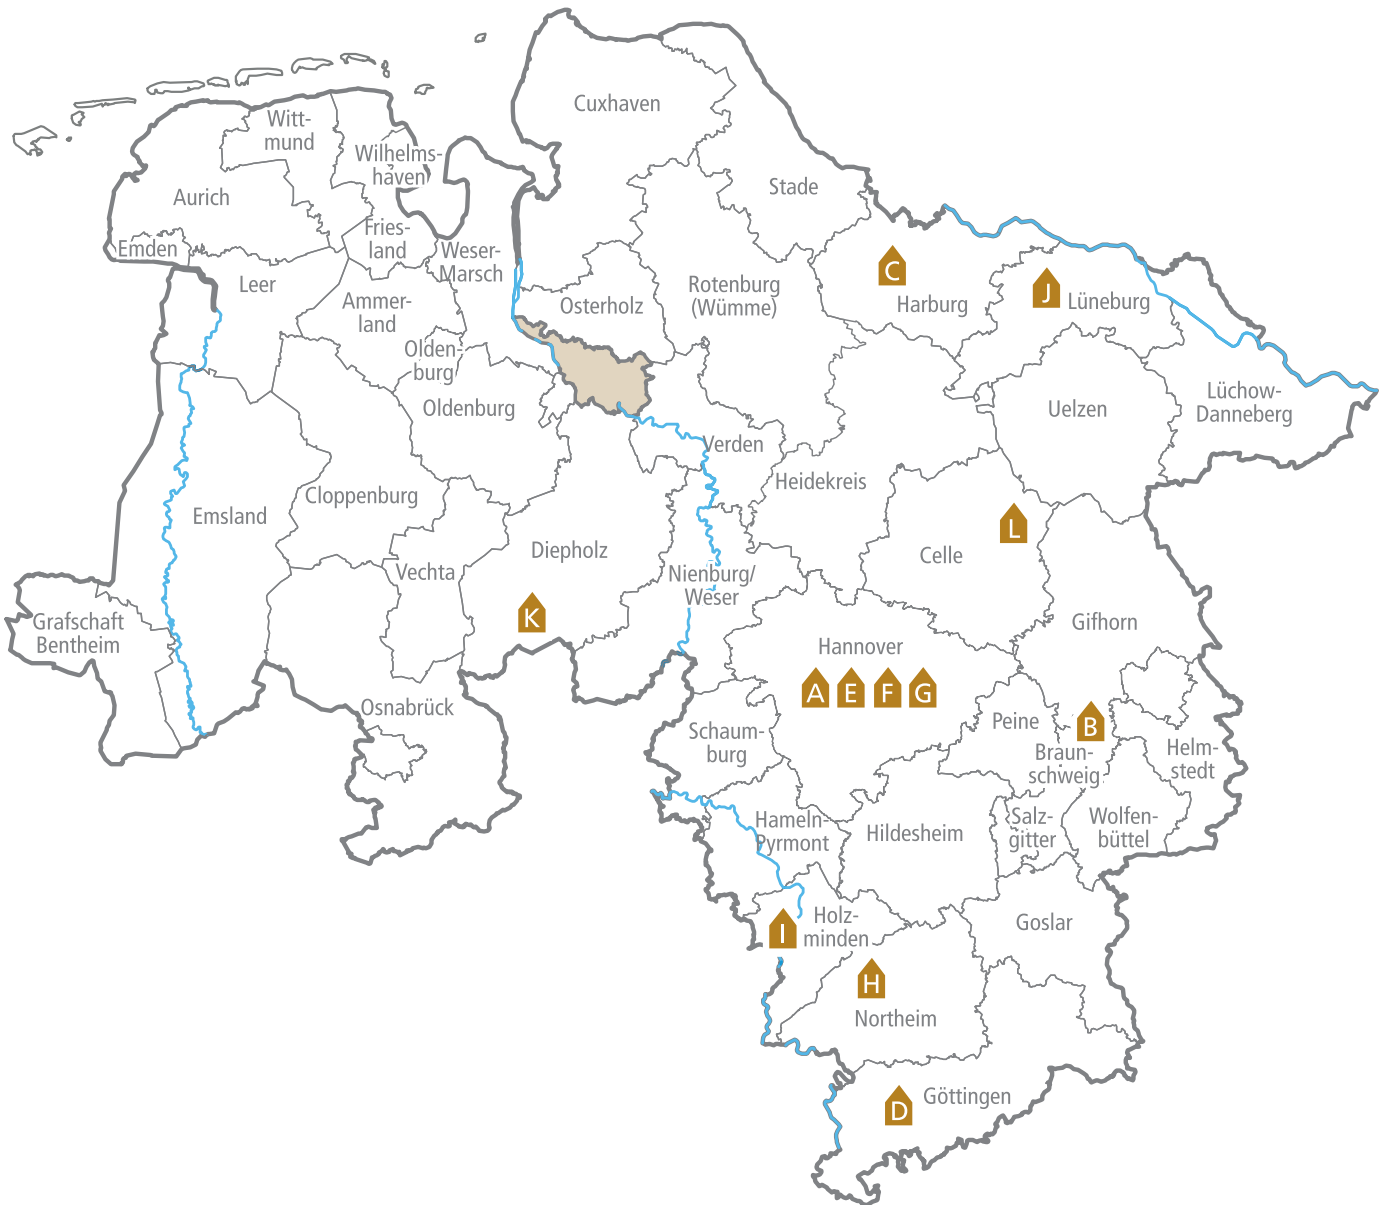 Cuxhaven
Witt-
mund
Wilhelms-
haven
Stade
Aurich
Fries-
land
Emden
Weser-
Marsch
Leer
Rotenburg
(Wümme)
C
Harburg
J
Lüneburg
Ammer-
land
Osterholz
Olden-
burg
Oldenburg
Uelzen
Lüchow-
Danneberg
Verden
Heidekreis
Cloppenburg
Emsland
L
Celle
Diepholz
Vechta
Nienburg/
Weser
K
Grafschaft
Bentheim
Gifhorn
Hannover
A E F G
Osnabrück
Peine
B
Schaum-
burg
Braun-
schweig
Helm-
stedt
Hameln-
Pyrmont
Hildesheim
Salz-
gitter
Wolfen-
büttel
I
Holz-
minden
Goslar
H
Northeim
D
Göttingen